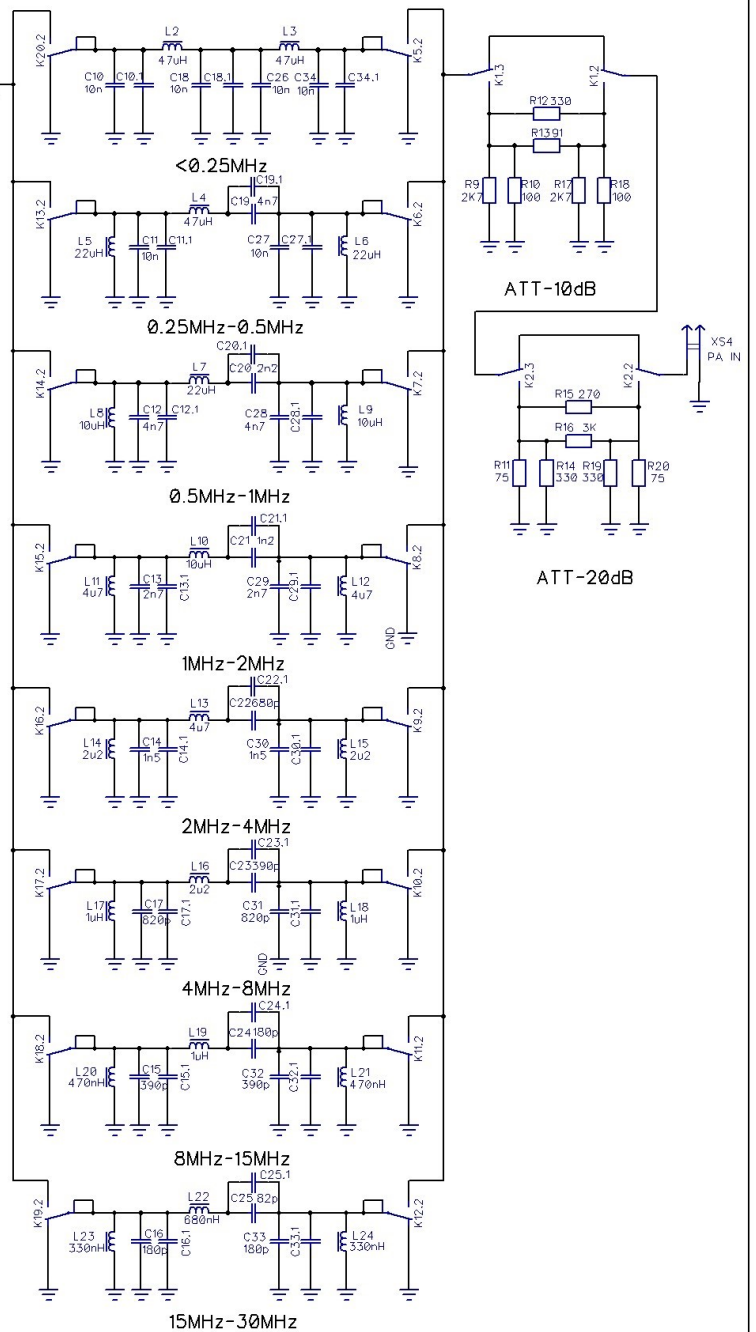 K20.2
L2
47uH
L3
47uH
K5.2
C10
10n
C10.1
C18
10n
C18.1
C26
10n
C34
10n
C34.1
<0.25MHz
K13.2
L4
47uH
C19.1
C19 4n7
K6.2
L5
22uH
C11
10n
C11.1
C27
10n
C27.1
L6
22uH
0.25MHz-0.5MHz
K14.2
L7
22uH
C20.1
C20 2n2
K7.2
L8
10uH
C12
4n7
C12.1
C28
4n7
C28.1
L9
10uH
0.5MHz-1MHz
K15.2
L10
10uH
C21.1
C21 1n2
K8.2
L11
4u7
C13
2n7
C13.1
C29
2n7
C29.1
L12
4u7
GND
1MHz-2MHz
K16.2
L13
4u7
C22.1
C22680p
K9.2
L14
2u2
C14
1n5
C14.1
C30
1n5
C30.1
L15
2u2
2MHz-4MHz
K17.2
L16
2u2
C23.1
C23390p
K10.2
L17
1uH
C17
820p
C17.1
C31
820p
C31.1
L18
1uH
GND
4MHz-8MHz
K18.2
L19
1uH
C24.1
C24180p
K11.2
L20
470nH
C15
390p
C15.1
C32
390p
C32.1
L21
470nH
8MHz-15MHz
K19.2
L22
680nH
C25.1
C25 82p
K12.2
L23
330nH
C16
180p
C16.1
C33
180p
C33.1
L24
330nH
15MHz-30MHz
K1.3
K1.2
R12330
R1391
R9
2K7
R10
100
R17
2K7
R18
100
ATT-10dB
K2.3
K2.2
XS4
PA IN
R15 270
R16 3K
R11
75
R14
330
R19
330
R20
75
ATT-20dB